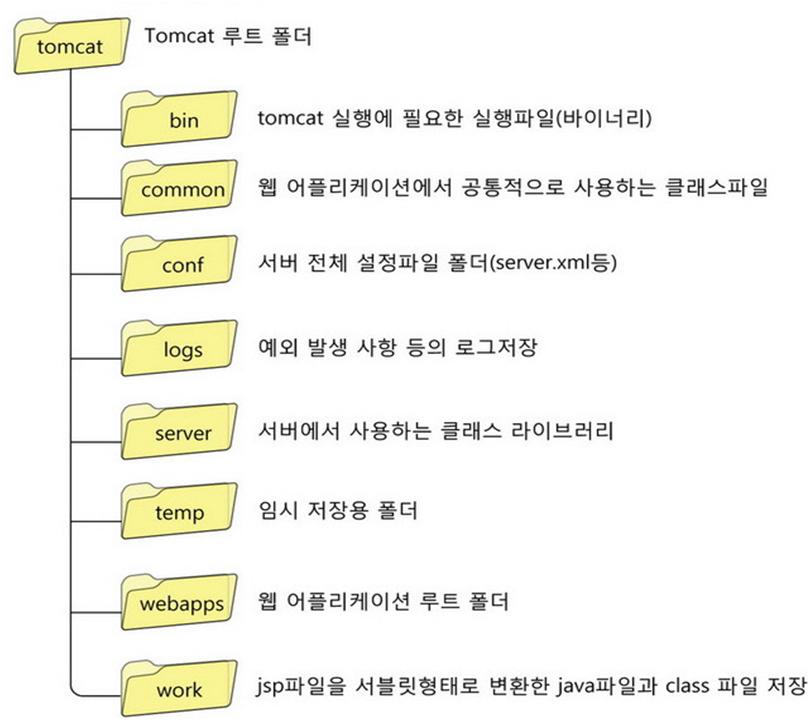 tomcat Tomcat 루트 폴더
bin tomcat 실행에 필요한 실행파일(바이너리)
common 웹 어플리케이션에서 공통적으로 사용하는 클래스파일
conf 서버 전체 설정파일 폴더(server.xml등)
logs 예외 발생 사항 등의 로그저장
server 서버에서 사용하는 클래스 라이브러리
temp 임시 저장용 폴더
webapps 웹 어플리케이션 루트 폴더
work jsp파일을 서블릿형태로 변환한 java파일과 class 파일 저장